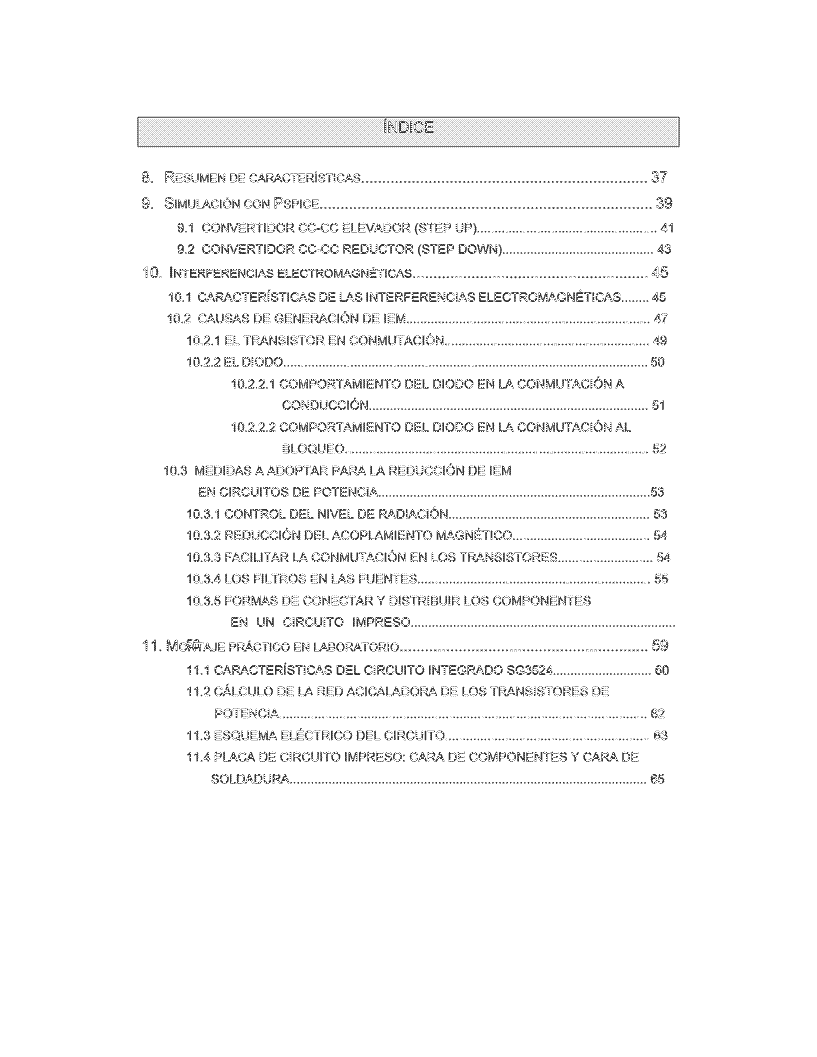 ÍNDICE
8. RESUMEN DE CARACTERÍSTICAS.................................................................... 37
9. SIMULACIÓN CON PSPICE............................................................................... 39
9.1 CONVERTIDOR CC-CC ELEVADOR (STEP UP)................................................... 41
9.2 CONVERTIDOR CC-CC REDUCTOR (STEP DOWN)........................................... 43
10. INTERFERENCIAS ELECTROMAGNÉTICAS........................................................ 45
10.1 CARACTERÍSTICAS DE LAS INTERFERENCIAS ELECTROMAGNÉTICAS........ 45
10.2 CAUSAS DE GENERACIÓN DE IEM..................................................................... 47
10.2.1 EL TRANSISTOR EN CONMUTACIÓN.......................................................... 49
10.2.2 EL DIODO....................................................................................................... 50
10.2.2.1 COMPORTAMIENTO DEL DIODO EN LA CONMUTACIÓN A
CONDUCCIÓN............................................................................... 51
10.2.2.2 COMPORTAMIENTO DEL DIODO EN LA CONMUTACIÓN AL
BLOQUEO...................................................................................... 52
10.3 MEDIDAS A ADOPTAR PARA LA REDUCCIÓN DE IEM
EN CIRCUITOS DE POTENCIA.............................................................................53
10.3.1 CONTROL DEL NIVEL DE RADIACIÓN......................................................... 53
10.3.2 REDUCCIÓN DEL ACOPLAMIENTO MAGNÉTICO....................................... 54
10.3.3 FACILITAR LA CONMUTACIÓN EN LOS TRANSISTORES........................... 54
10.3.4 LOS FILTROS EN LAS FUENTES.................................................................. 55
10.3.5 FORMAS DE CONECTAR Y DISTRIBUIR LOS COMPONENTES
EN UN CIRCUITO IMPRESO...........................................................................
11. MONTAJE PRÁCTICO EN LABORATORIO........................................................... 59
11.1 CARACTERÍSTICAS DEL CIRCUITO INTEGRADO SG3524............................ 60
11.2 CÁLCULO DE LA RED ACICALADORA DE LOS TRANSISTORES DE
POTENCIA........................................................................................................ 62
11.3 ESQUEMA ELÉCTRICO DEL CIRCUITO.......................................................... 63
11.4 PLACA DE CIRCUITO IMPRESO: CARA DE COMPONENTES Y CARA DE
SOLDADURA..................................................................................................... 65